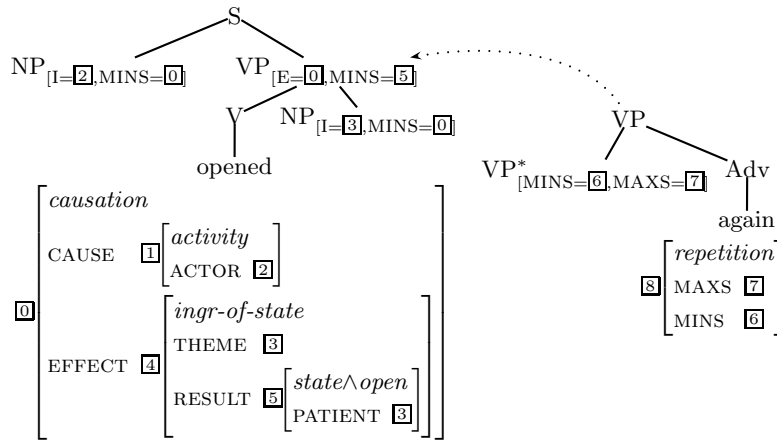 S
NP[I=2,MINS=0] VP[E=0,MINS=5]
V NP[I=3,MINS=0] VP
opened VP*[MINS=6,MAXS=7] Adv
again
causation
CAUSE 1 activity
ACTOR 2
0
EFFECT 4 ingr-of-state
THEME 3
RESULT 5 state∧open
PATIENT 3
8 repetition
MAXS 7
MINS 6